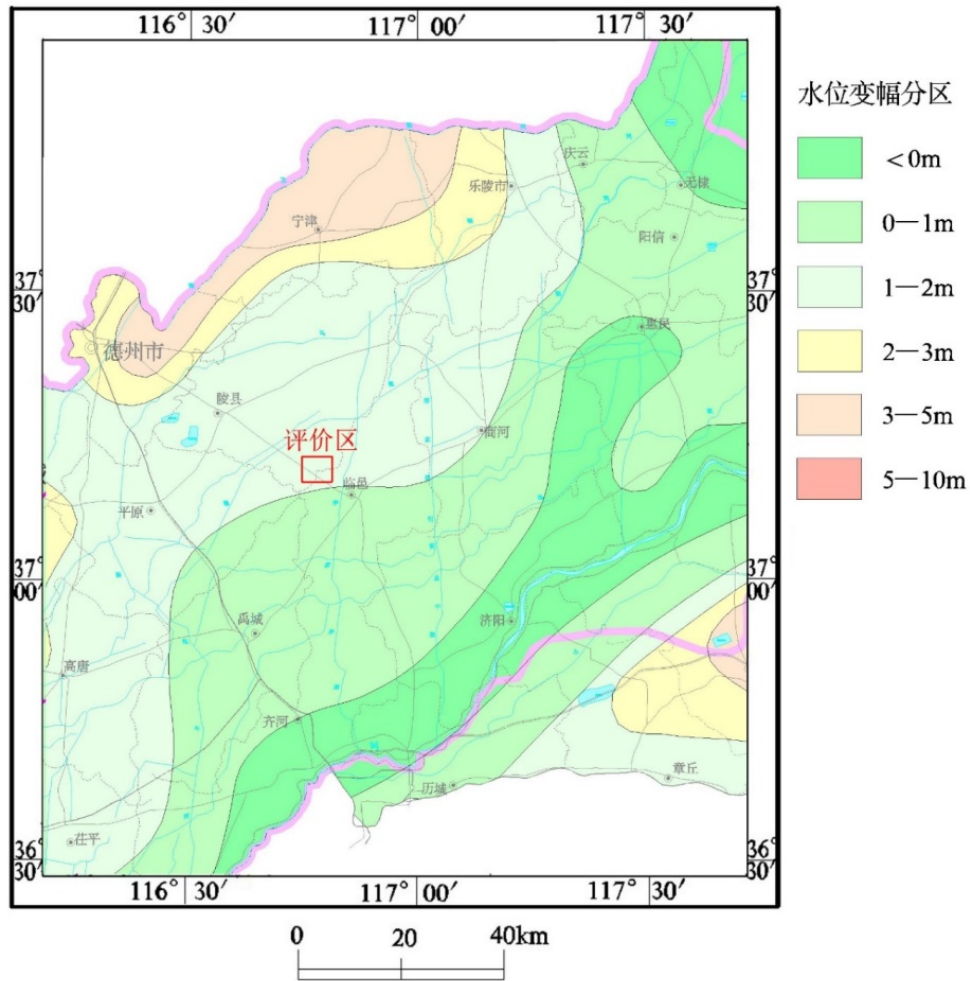 116° 30′
117° 00′
117° 30′
水位变幅分区
<0m
0—1m
1—2m
2—3m
3—5m
5—10m
庆云
乐陵市
无棣
宁津
阳信
37°
30′
37°
30′
惠民
德州市
陵县
商河
评价区
临邑
平原
37°
00′
37°
00′
济阳
禹城
高唐
齐河
章丘
历城
茌平
36°
30′
36°
30′
116° 30′
117° 00′
117° 30′
0
20
40km